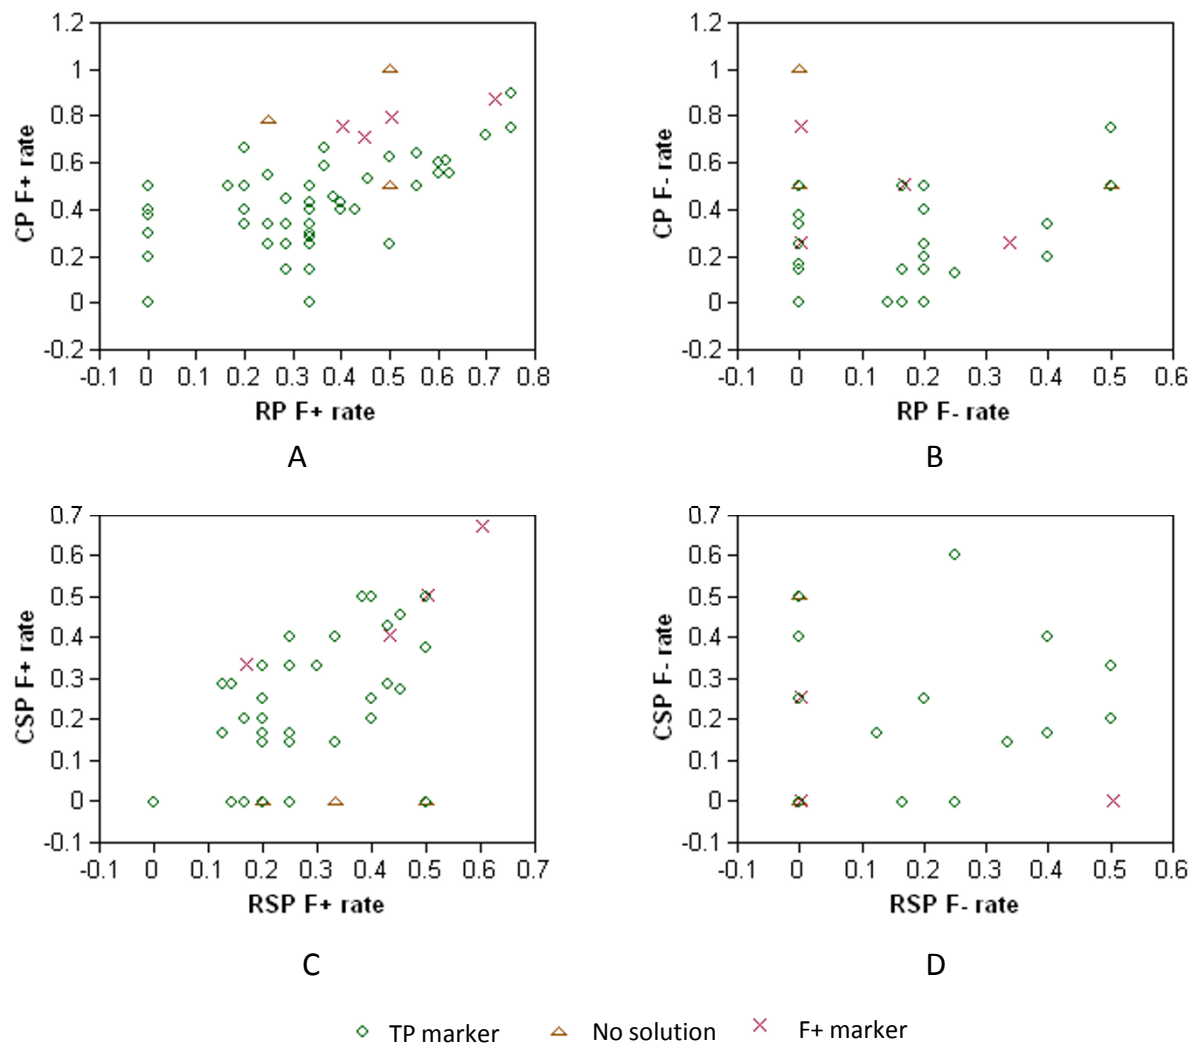 1.2
1
0.8
0.6
0.4
0.2
0
-0.2
CP F+ rate
-0.1 0 0.1 0.2 0.3 0.4 0.5 0.6 0.7 0.8
RP F+ rate
A
1.2
1
0.8
0.6
0.4
0.2
0
-0.2
CP F- rate
-0.1 0 0.1 0.2 0.3 0.4 0.5 0.6
RP F- rate
B
0.7
0.6
0.5
0.4
0.3
0.2
0.1
0
-0.1
CSP F+ rate
-0.1 0 0.1 0.2 0.3 0.4 0.5 0.6 0.7
RSP F+ rate
C
0.7
0.6
0.5
0.4
0.3
0.2
0.1
0
-0.1
CSP F- rate
-0.1 0 0.1 0.2 0.3 0.4 0.5 0.6
RSP F- rate
D
TP marker No solution F+ marker